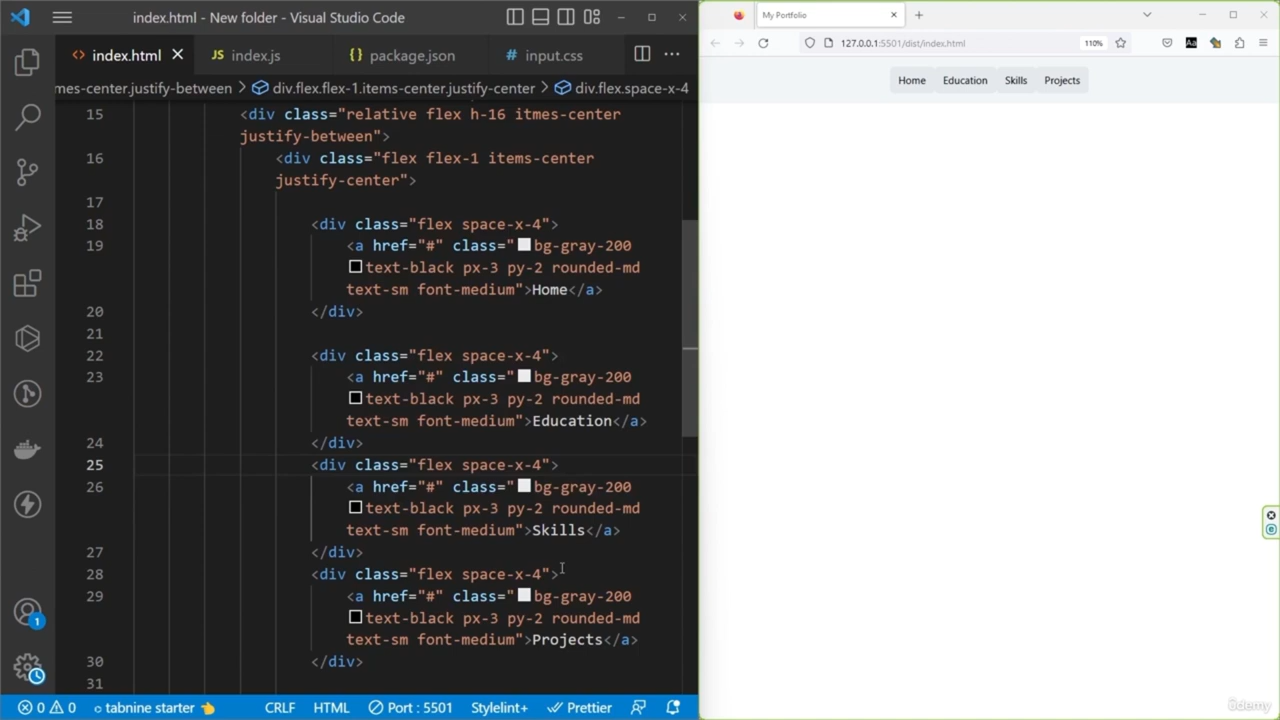 index.html - New folder - Visual Studio Code
index.html
JS index.js
{} package.json
# input.css
mes-center.justify-between > div.flex.flex-1.items-center.justify-center > div.flex.space-x-4
15 <div class="relative flex h-16 itmes-center
justify-between">
16 <div class="flex flex-1 items-center
justify-center">
17
18 <div class="flex space-x-4">
19 <a href="#" class="bg-gray-200
text-black px-3 py-2 rounded-md
text-sm font-medium">Home</a>
20 </div>
21
22 <div class="flex space-x-4">
23 <a href="#" class="bg-gray-200
text-black px-3 py-2 rounded-md
text-sm font-medium">Education</a>
24 </div>
25 <div class="flex space-x-4">
26 <a href="#" class="bg-gray-200
text-black px-3 py-2 rounded-md
text-sm font-medium">Skills</a>
27 </div>
28 <div class="flex space-x-4">
29 <a href="#" class="bg-gray-200
text-black px-3 py-2 rounded-md
text-sm font-medium">Projects</a>
30 </div>
31
1
0 0 tabnine starter CRLF HTML Port : 5501 Stylelint+ Prettier
My Portfolio
127.0.0.1:5501/dist/index.html 110%
Home Education Skills Projects
ûdemy